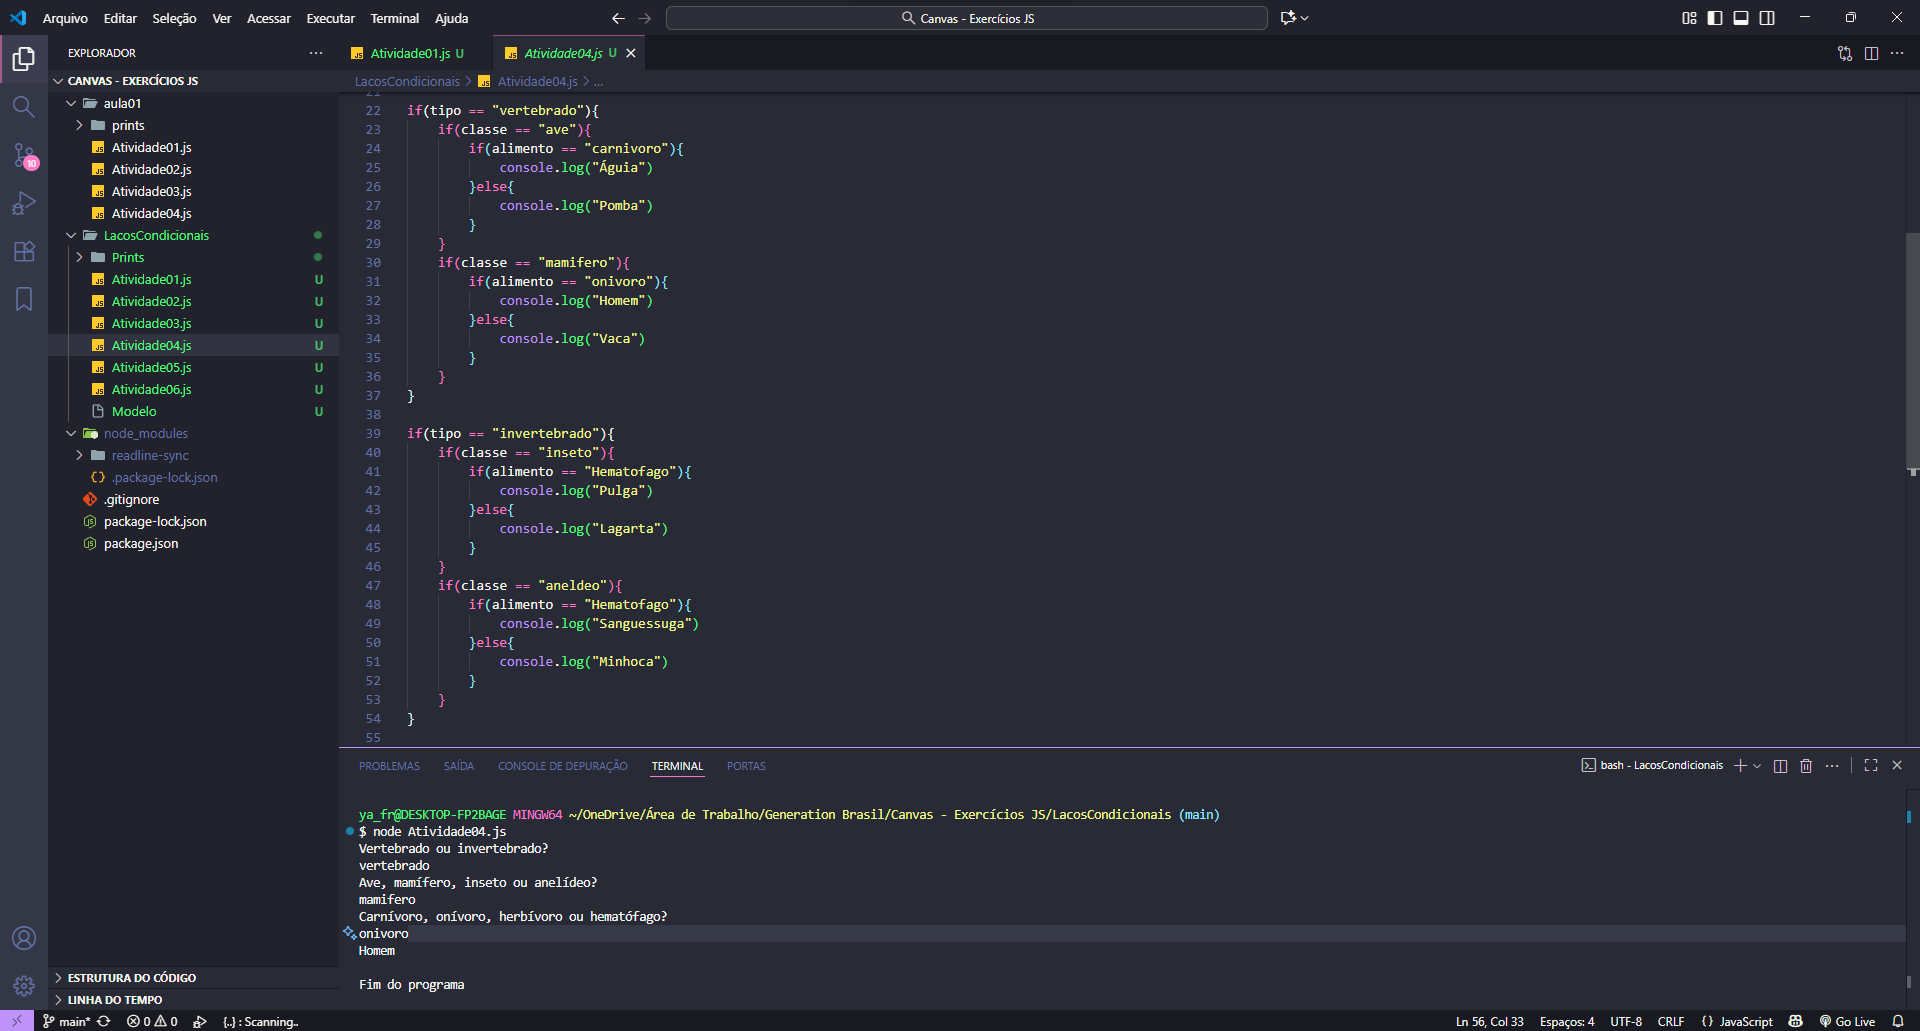 Arquivo Editar Seleção Ver Acessar Executar Terminal Ajuda
Canvas - Exercícios JS
EXPLORADOR
CANVAS - EXERCÍCIOS JS
aula01
prints
Atividade01.js
Atividade02.js
Atividade03.js
Atividade04.js
LacosCondicionais
Prints
Atividade01.js U
Atividade02.js U
Atividade03.js U
Atividade04.js U
Atividade05.js U
Atividade06.js U
Modelo U
node_modules
readline-sync
.package-lock.json
.gitignore
package-lock.json
package.json
ESTRUTURA DO CÓDIGO
LINHA DO TEMPO
10
Atividade01.js U
Atividade04.js U
LacosCondicionais > Atividade04.js > ...
21
22 if(tipo == "vertebrado"){
23 if(classe == "ave"){
24 if(alimento == "carnivoro"){
25 console.log("Águia")
26 }else{
27 console.log("Pomba")
28 }
29 }
30 if(classe == "mamifero"){
31 if(alimento == "onivoro"){
32 console.log("Homem")
33 }else{
34 console.log("Vaca")
35 }
36 }
37 }
38
39 if(tipo == "invertebrado"){
40 if(classe == "inseto"){
41 if(alimento == "Hematofago"){
42 console.log("Pulga")
43 }else{
44 console.log("Lagarta")
45 }
46 }
47 if(classe == "aneldeo"){
48 if(alimento == "Hematofago"){
49 console.log("Sanguessuga")
50 }else{
51 console.log("Minhoca")
52 }
53 }
54 }
55
PROBLEMAS SAÍDA CONSOLE DE DEPURAÇÃO TERMINAL PORTAS
bash - LacosCondicionais
ya_fr@DESKTOP-FP2BAGE MINGW64 ~/OneDrive/Área de Trabalho/Generation Brasil/Canvas - Exercícios JS/LacosCondicionais (main)
$ node Atividade04.js
Vertebrado ou invertebrado?
vertebrado
Ave, mamífero, inseto ou anelídeo?
mamifero
Carnívoro, onívoro, herbívoro ou hematófago?
onivoro
Homem
Fim do programa
main* 0 0 {..} : Scanning..
Ln 56, Col 33 Espaços: 4 UTF-8 CRLF {} JavaScript Go Live